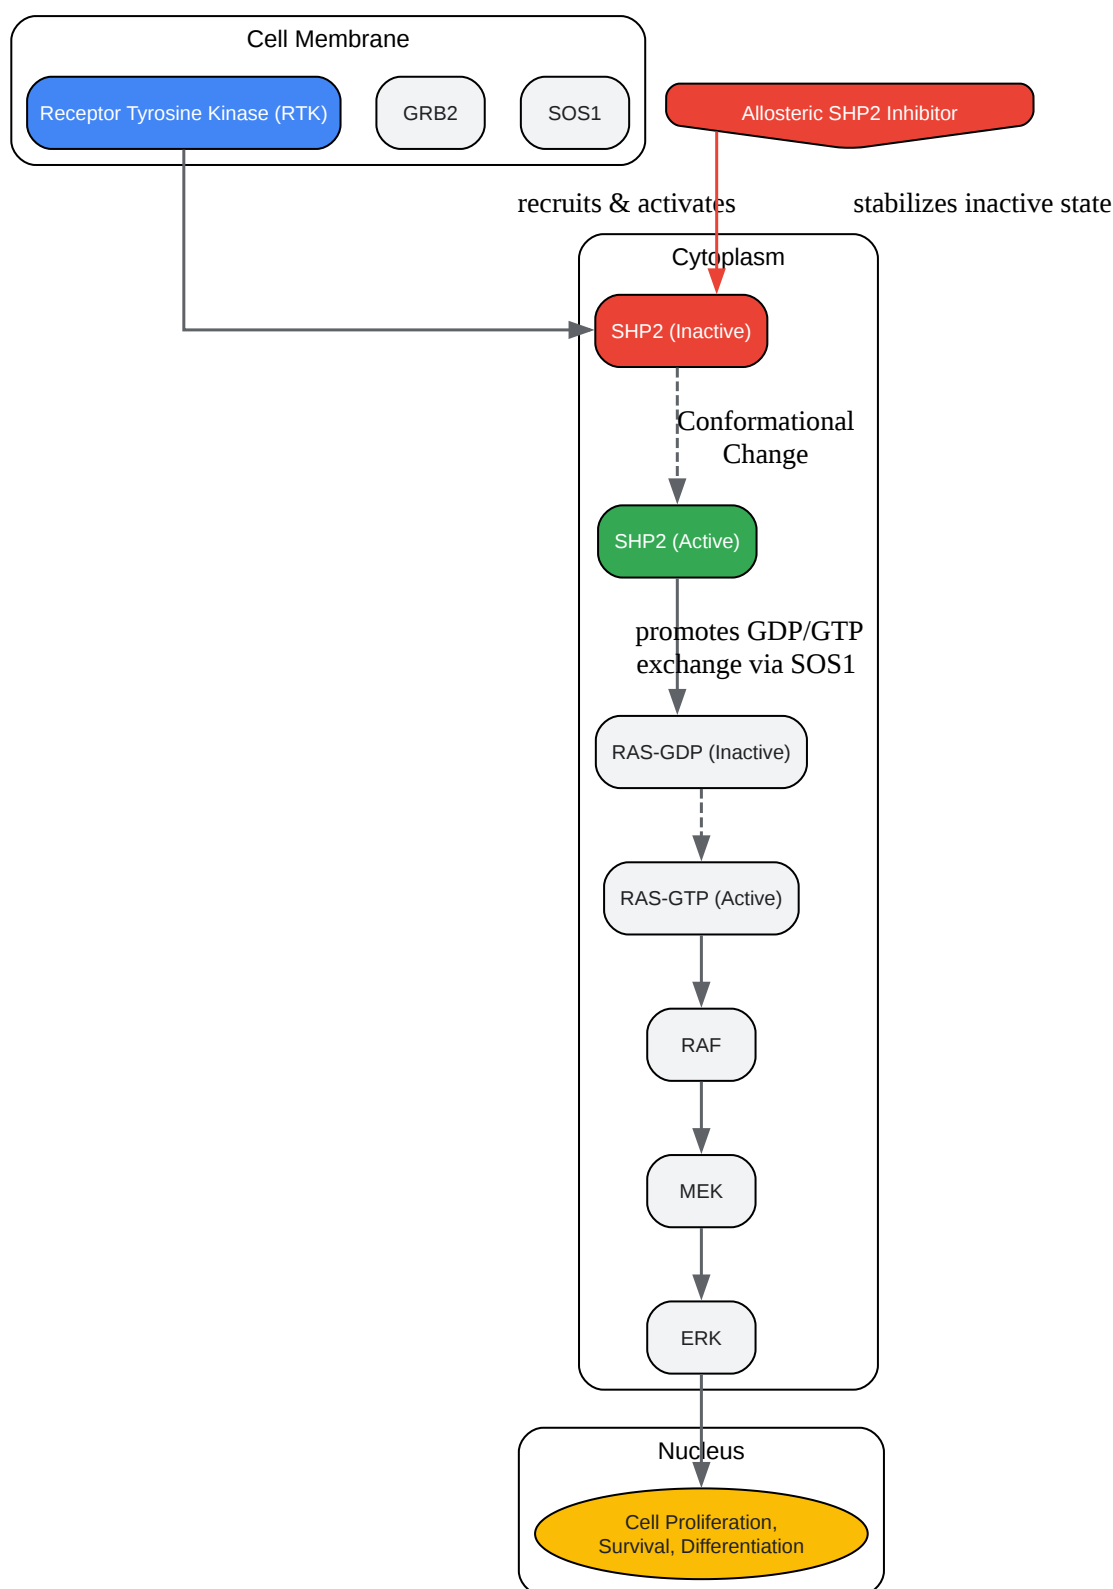 Cell Membrane
Receptor Tyrosine Kinase (RTK)
GRB2
SOS1
Allosteric SHP2 Inhibitor
recruits & activates
stabilizes inactive state
Cytoplasm
SHP2 (Inactive)
Conformational
Change
SHP2 (Active)
promotes GDP/GTP
exchange via SOS1
RAS-GDP (Inactive)
RAS-GTP (Active)
RAF
MEK
ERK
Nucleus
Cell Proliferation,
Survival, Differentiation